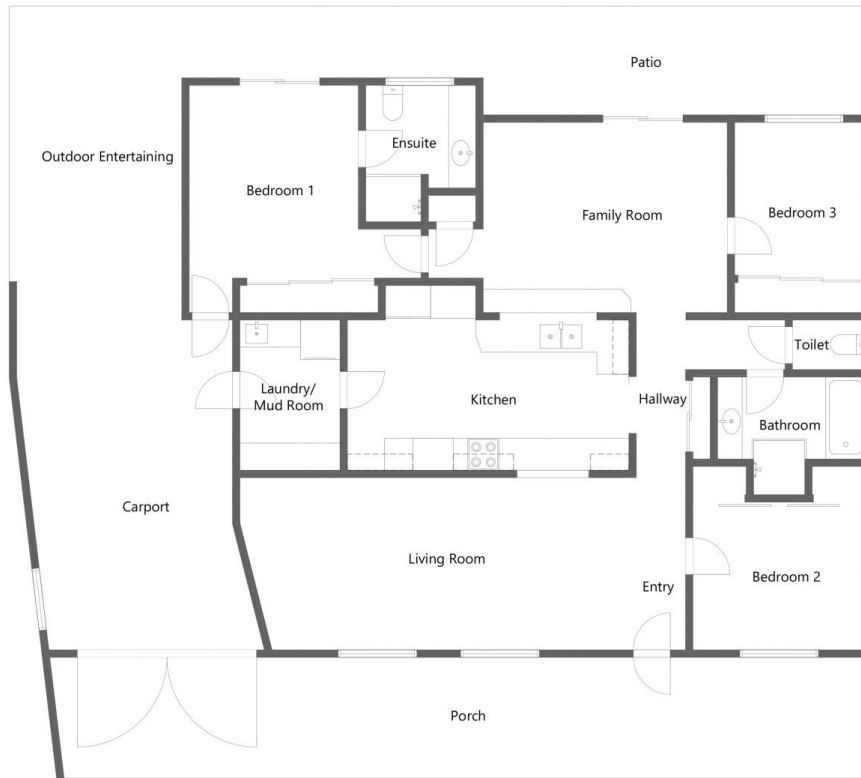 Patio
Outdoor Entertaining
Ensuite
Bedroom 1
Family Room
Bedroom 3
Toilet
Laundry/
Mud Room
Kitchen
Hallway
Bathroom
Carport
Living Room
Entry
Bedroom 2
Porch